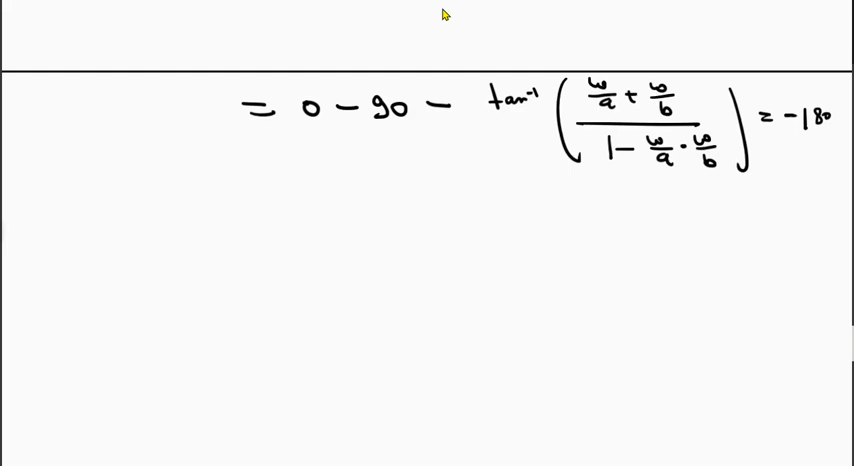 = 0 - 90 - tan⁻¹ ( (ω/a + ω/b) / (1 - ω/a · ω/b) ) = -180